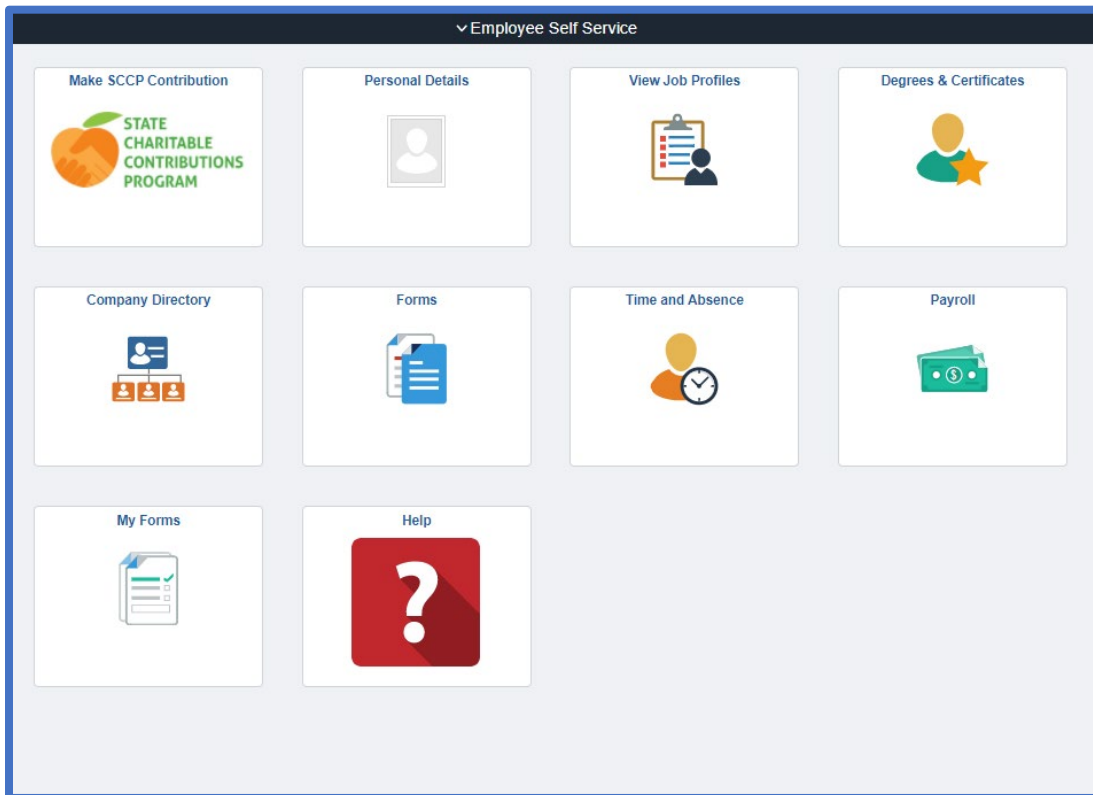 Employee Self Service
Make SCCP Contribution
STATE
CHARITABLE
CONTRIBUTIONS
PROGRAM
Personal Details
View Job Profiles
Degrees & Certificates
Company Directory
Forms
Time and Absence
Payroll
$
My Forms
Help
?